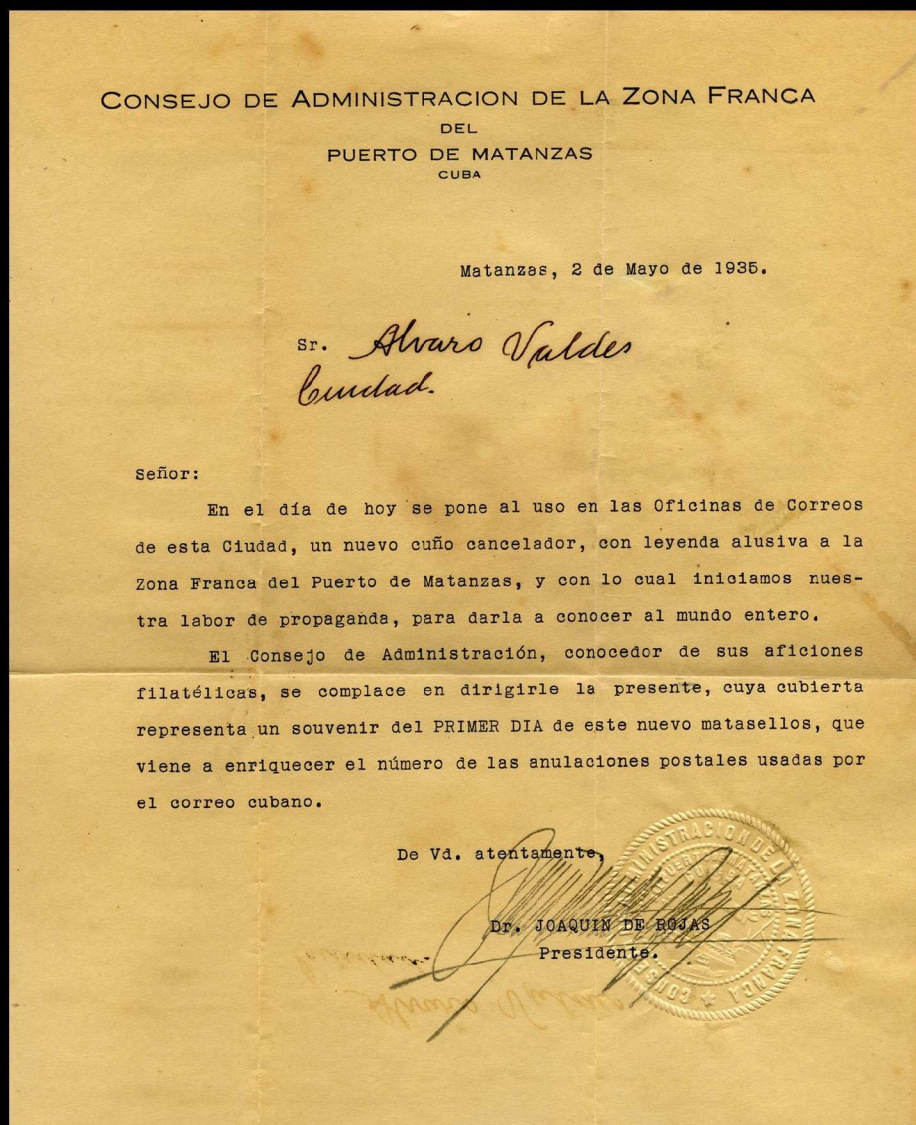 CONSEJO DE ADMINISTRACION DE LA ZONA FRANCA
DEL
PUERTO DE MATANZAS
CUBA
Matanzas, 2 de Mayo de 1935.
Sr. Alvaro Valdes
Ciudad.
Señor:
En el día de hoy se pone al uso en las Oficinas de Correos
de esta Ciudad, un nuevo cuño cancelador, con leyenda alusiva a la
Zona Franca del Puerto de Matanzas, y con lo cual iniciamos nues-
tra labor de propaganda, para darla a conocer al mundo entero.
El Consejo de Administración, conocedor de sus aficiones
filatélicas, se complace en dirigirle la presente, cuya cubierta
representa un souvenir del PRIMER DIA de este nuevo matasellos, que
viene a enriquecer el número de las anulaciones postales usadas por
el correo cubano.
De Vd. atentamente,
Dr. JOAQUIN DE ROJAS
Presidente.
ADMINISTRACION DE LA ZONA FRANCA